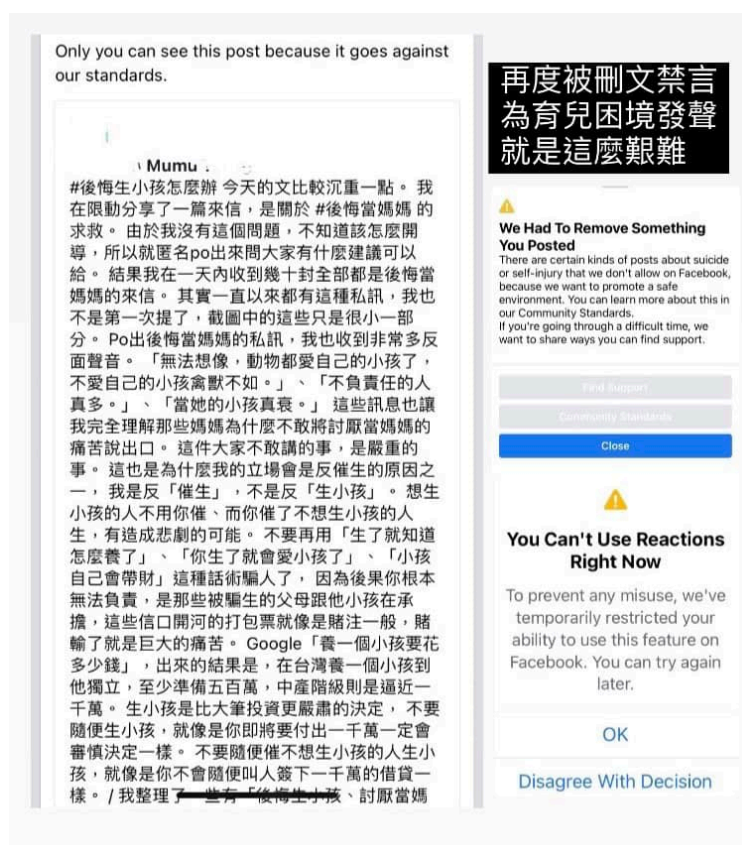 Only you can see this post because it goes against
our standards.
Mumu
#後悔生小孩怎麼辦 今天的文比較沉重一點。 我
在限動分享了一篇來信，是關於 #後悔當媽媽 的
求救。 由於我沒有這個問題，不知道該怎麼開
導，所以就匿名po出來問大家有什麼建議可以
給。 結果我在一天內收到幾十封全部都是後悔當
媽媽的來信。 其實一直以來都有這種私訊，我也
不是第一次提了，截圖中的這些只是很小一部
分。 Po出後悔當媽媽的私訊，我也收到非常多反
面聲音。 「無法想像，動物都愛自己的小孩了，
不愛自己的小孩禽獸不如。」、「不負責任的人
真多。」、「當她的小孩真衰。」 這些訊息也讓
我完全理解那些媽媽為什麼不敢將討厭當媽媽的
痛苦說出口。 這件大家不敢講的事，是嚴重的
事。 這也是為什麼我的立場會是反催生的原因之
一， 我是反「催生」，不是反「生小孩」。 想生
小孩的人不用你催、而你催了不想生小孩的人
生，有造成悲劇的可能。 不要再用「生了就知道
怎麼養了」、「你生了就會愛小孩了」、「小孩
自己會帶財」這種話術騙人了， 因為後果你根本
無法負責，是那些被騙生的父母跟他小孩在承
擔，這些信口開河的打包票就像是賭注一般，賭
輸了就是巨大的痛苦。 Google「養一個小孩要花
多少錢」，出來的結果是，在台灣養一個小孩到
他獨立，至少準備五百萬，中產階級則是逼近一
千萬。 生小孩是比大筆投資更嚴肅的決定， 不要
隨便生小孩，就像是你即將要付出一千萬一定會
審慎決定一樣。 不要隨便催不想生小孩的人生小
孩，就像是你不會隨便叫人簽下一千萬的借貸一
樣。 / 我整理了一些有「後悔生小孩、討厭當媽
再度被刪文禁言
為育兒困境發聲
就是這麼艱難
We Had To Remove Something
You Posted
There are certain kinds of posts about suicide
or self-injury that we don't allow on Facebook,
because we want to promote a safe
environment. You can learn more about this in
our Community Standards.
If you're going through a difficult time, we
want to share ways you can find support.
Find Support
Community Standards
Close
You Can't Use Reactions
Right Now
To prevent any misuse, we've
temporarily restricted your
ability to use this feature on
Facebook. You can try again
later.
OK
Disagree With Decision